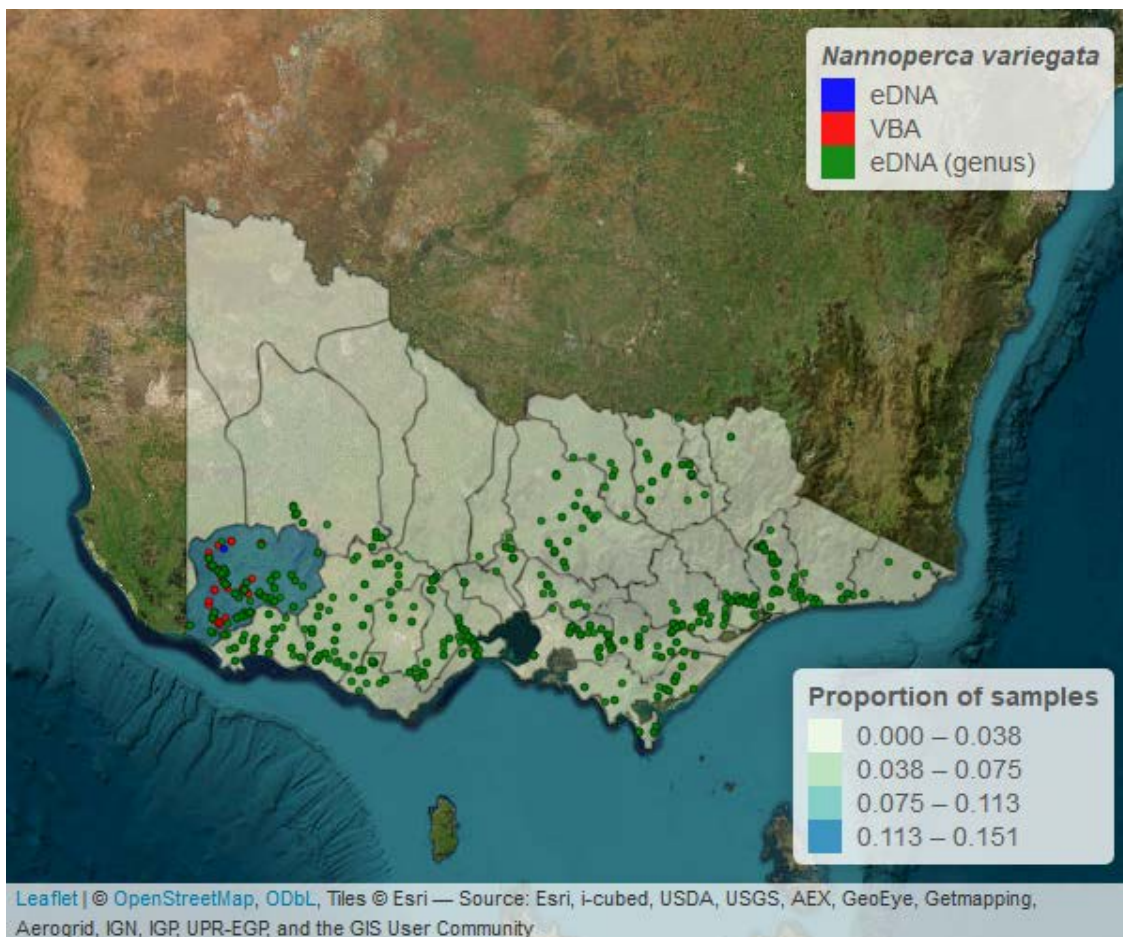 Nannoperca variegata
eDNA
VBA
eDNA (genus)
Proportion of samples
0.000 – 0.038
0.038 – 0.075
0.075 – 0.113
0.113 – 0.151
Leaflet | © OpenStreetMap, ODbL, Tiles © Esri — Source: Esri, i-cubed, USDA, USGS, AEX, GeoEye, Getmapping,
Aerogrid, IGN, IGP, UPR-EGP, and the GIS User Community